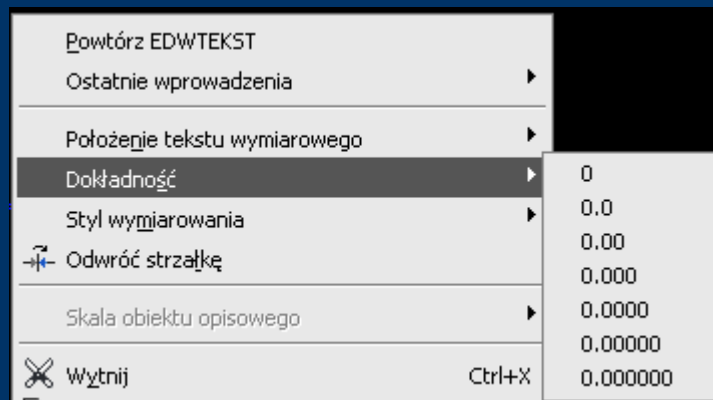 Powtórz EDWTEKST
Ostatnie wprowadzenia
Położenie tekstu wymiarowego
Dokładność
Styl wymiarowania
Odwróć strzałkę
Skala obiektu opisowego
Wytnij Ctrl+X
0
0.0
0.00
0.000
0.0000
0.00000
0.000000